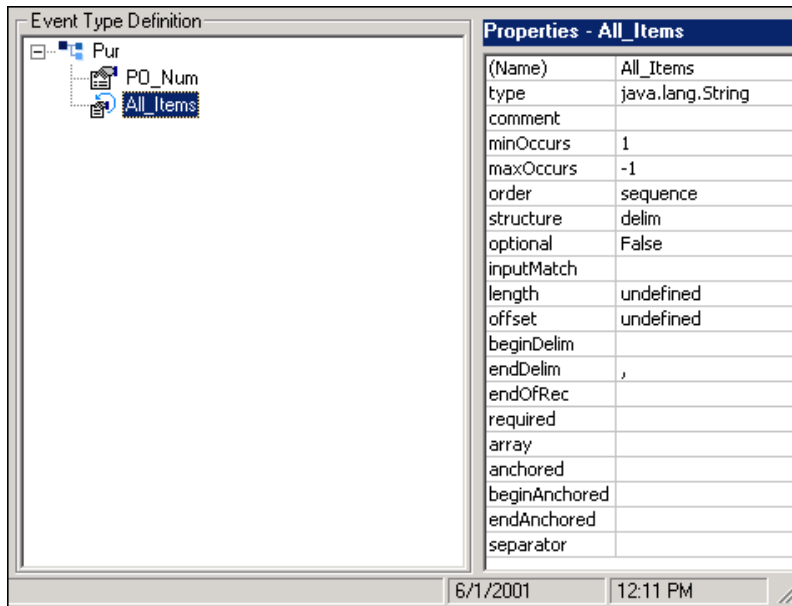 Event Type Definition
Pur
PO_Num
All_Items
Properties - All_Items
(Name) All_Items
type java.lang.String
comment
minOccurs 1
maxOccurs -1
order sequence
structure delim
optional False
inputMatch
length undefined
offset undefined
beginDelim
endDelim ,
endOfRec
required
array
anchored
beginAnchored
endAnchored
separator
6/1/2001 12:11 PM